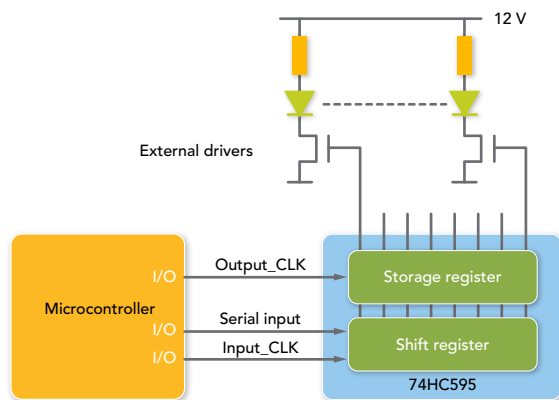 12 V
External drivers
I/O
Output_CLK
Storage register
Microcontroller
I/O
Serial input
I/O
Input_CLK
Shift register
74HC595